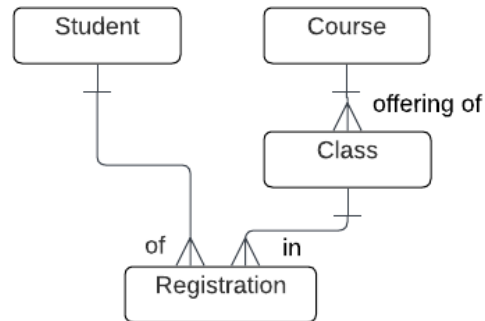 Student
Course
offering of
Class
of
in
Registration